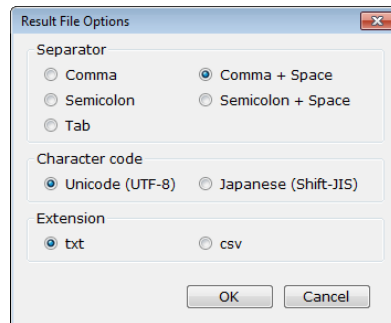 Result File Options
Separator
Comma
Comma + Space
Semicolon
Semicolon + Space
Tab
Character code
Unicode (UTF-8)
Japanese (Shift-JIS)
Extension
txt
csv
OK
Cancel